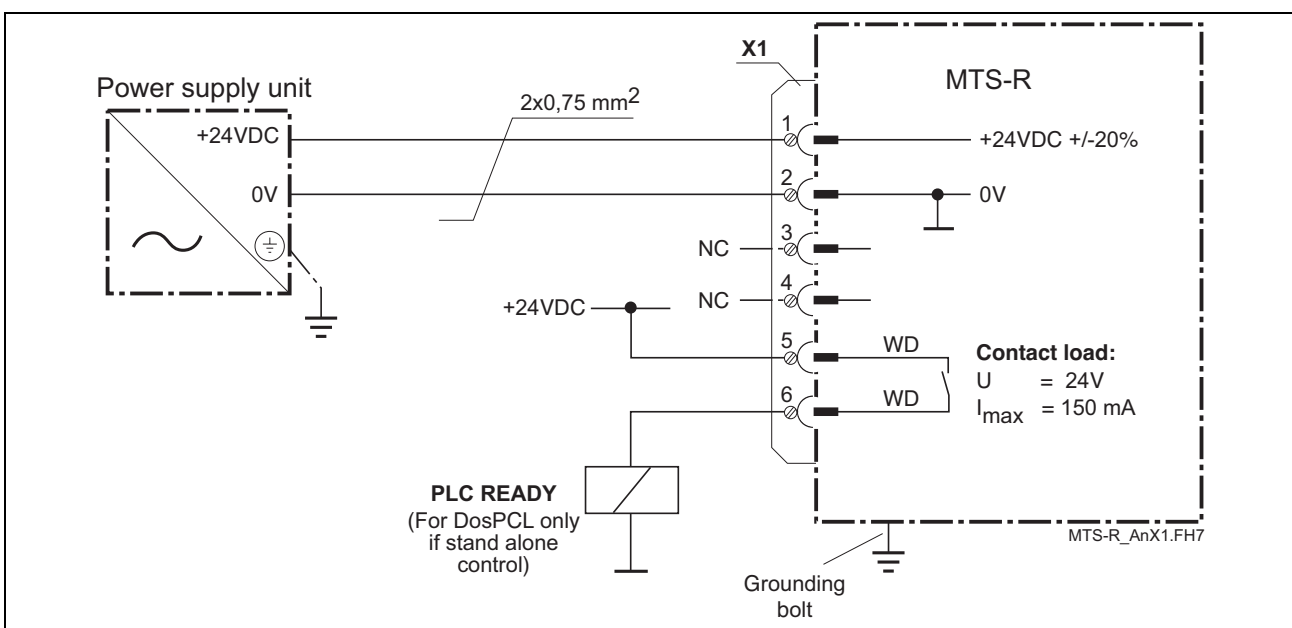 X1
MTS-R
Power supply unit
2x0,75 mm²
+24VDC
1
+24VDC +/-20%
0V
2
0V
NC
3
NC
4
+24VDC
5
WD
Contact load:
U = 24V
Imax = 150 mA
6
WD
PLC READY
(For DosPCL only
if stand alone
control)
MTS-R_AnX1.FH7
Grounding
bolt